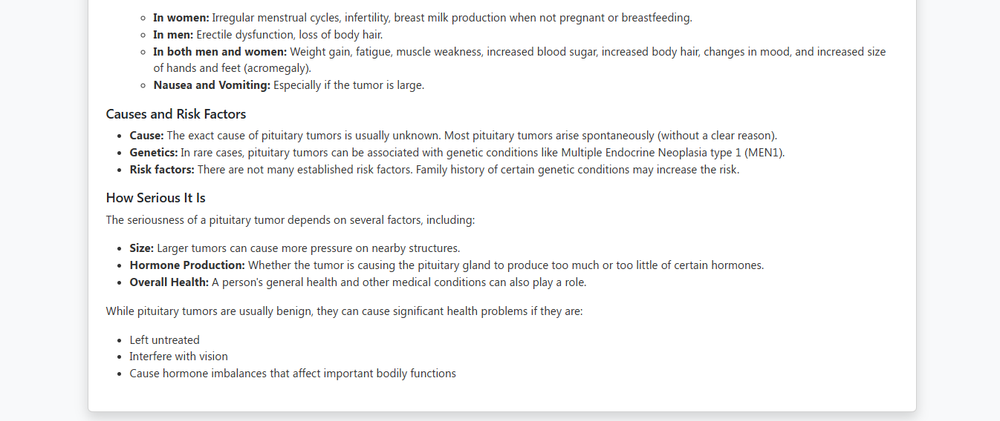 In women: Irregular menstrual cycles, infertility, breast milk production when not pregnant or breastfeeding.
In men: Erectile dysfunction, loss of body hair.
In both men and women: Weight gain, fatigue, muscle weakness, increased blood sugar, increased body hair, changes in mood, and increased size
of hands and feet (acromegaly).
Nausea and Vomiting: Especially if the tumor is large.
Causes and Risk Factors
Cause: The exact cause of pituitary tumors is usually unknown. Most pituitary tumors arise spontaneously (without a clear reason).
Genetics: In rare cases, pituitary tumors can be associated with genetic conditions like Multiple Endocrine Neoplasia type 1 (MEN1).
Risk factors: There are not many established risk factors. Family history of certain genetic conditions may increase the risk.
How Serious It Is
The seriousness of a pituitary tumor depends on several factors, including:
Size: Larger tumors can cause more pressure on nearby structures.
Hormone Production: Whether the tumor is causing the pituitary gland to produce too much or too little of certain hormones.
Overall Health: A person's general health and other medical conditions can also play a role.
While pituitary tumors are usually benign, they can cause significant health problems if they are:
Left untreated
Interfere with vision
Cause hormone imbalances that affect important bodily functions